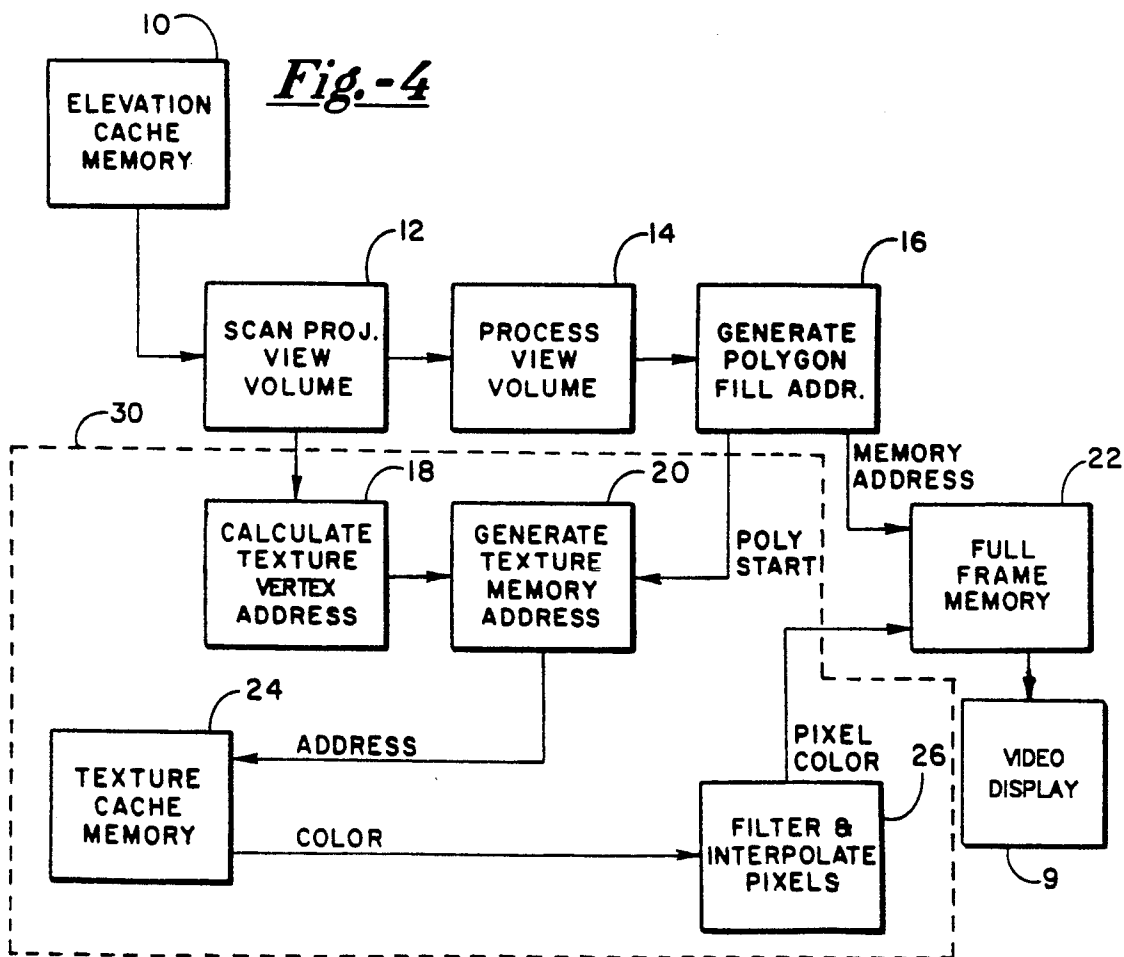 10
Fig.-4
ELEVATION
CACHE
MEMORY
12
14
16
SCAN PROJ.
VIEW
VOLUME
PROCESS
VIEW
VOLUME
GENERATE
POLYGON
FILL ADDR.
30
18
20
MEMORY
ADDRESS
22
CALCULATE
TEXTURE
VERTEX
ADDRESS
GENERATE
TEXTURE
MEMORY
ADDRESS
POLY
START
FULL
FRAME
MEMORY
24
ADDRESS
TEXTURE
CACHE
MEMORY
COLOR
PIXEL
COLOR
26
FILTER &
INTERPOLATE
PIXELS
VIDEO
DISPLAY
9